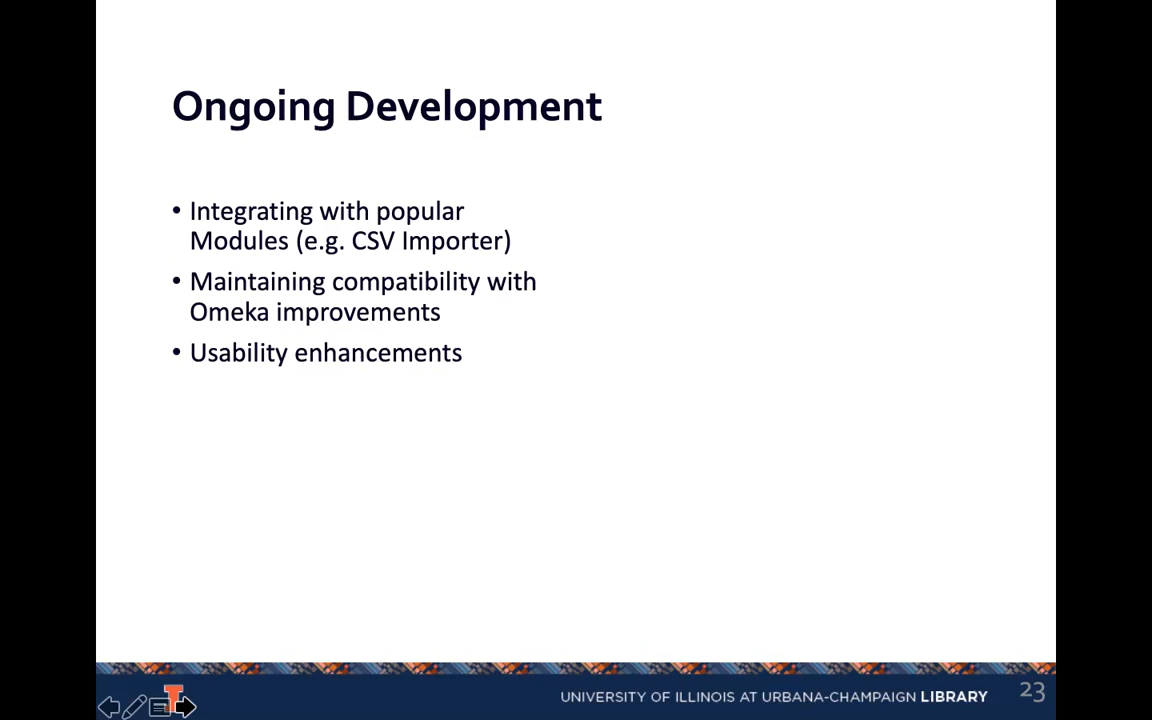 Ongoing Development
• Integrating with popular
Modules (e.g. CSV Importer)
• Maintaining compatibility with
Omeka improvements
• Usability enhancements
UNIVERSITY OF ILLINOIS AT URBANA-CHAMPAIGN LIBRARY
23